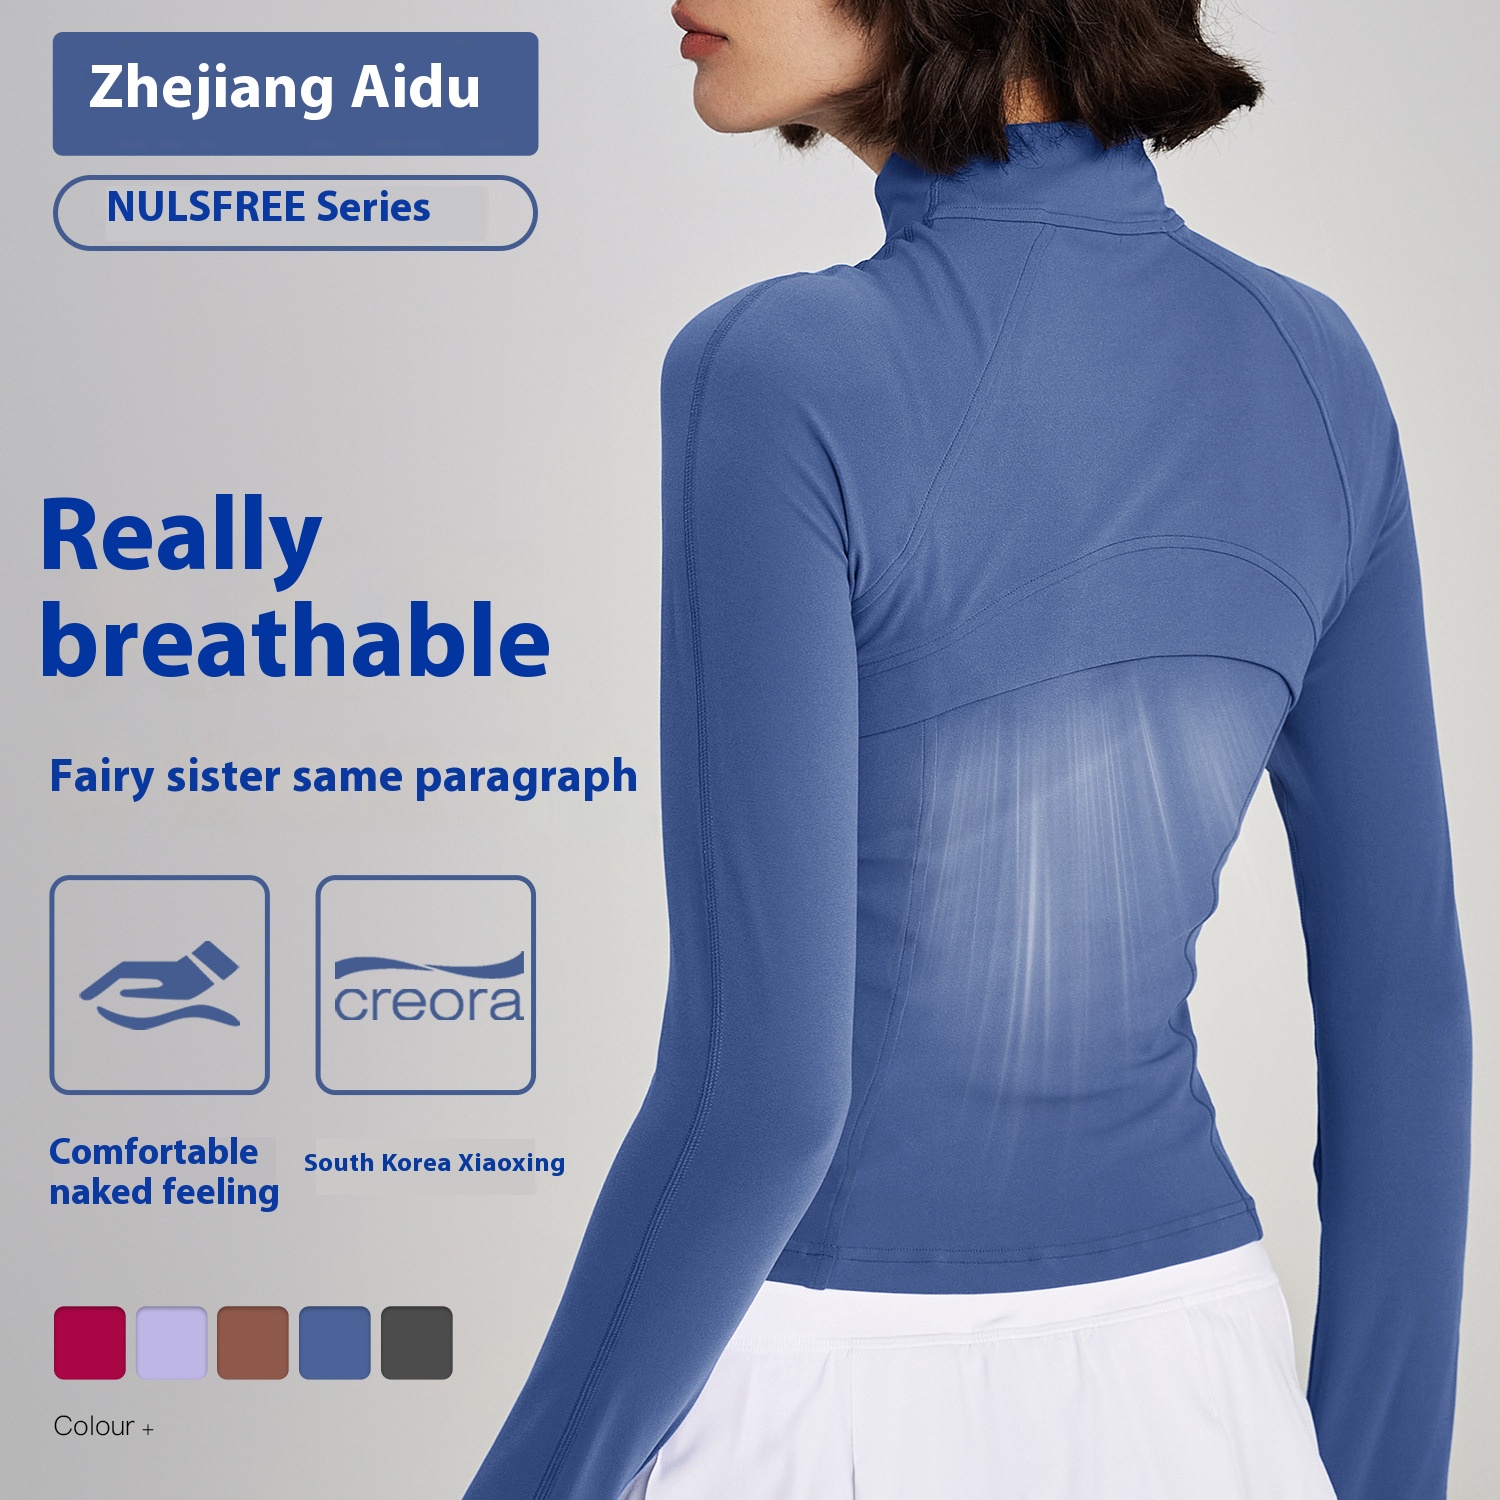 Zhejiang Aidu
NULSFREE Series
Really
breathable
Fairy sister same paragraph
creora
Comfortable
naked feeling
South Korea Xiaoxing
Colour +